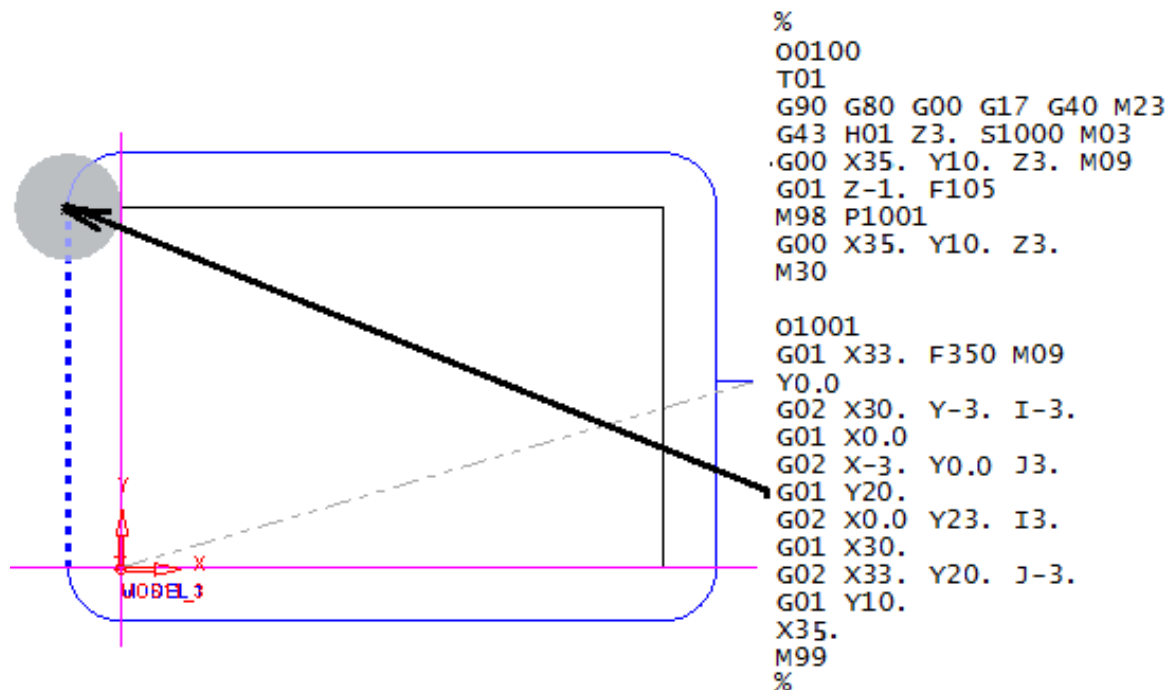 %
O0100
T01
G90 G80 G00 G17 G40 M23
G43 H01 Z3. S1000 M03
G00 X35. Y10. Z3. M09
G01 Z-1. F105
M98 P1001
G00 X35. Y10. Z3.
M30
O1001
G01 X33. F350 M09
Y0.0
G02 X30. Y-3. I-3.
G01 X0.0
G02 X-3. Y0.0 J3.
G01 Y20.
G02 X0.0 Y23. I3.
G01 X30.
G02 X33. Y20. J-3.
G01 Y10.
X35.
M99
%
Y
X